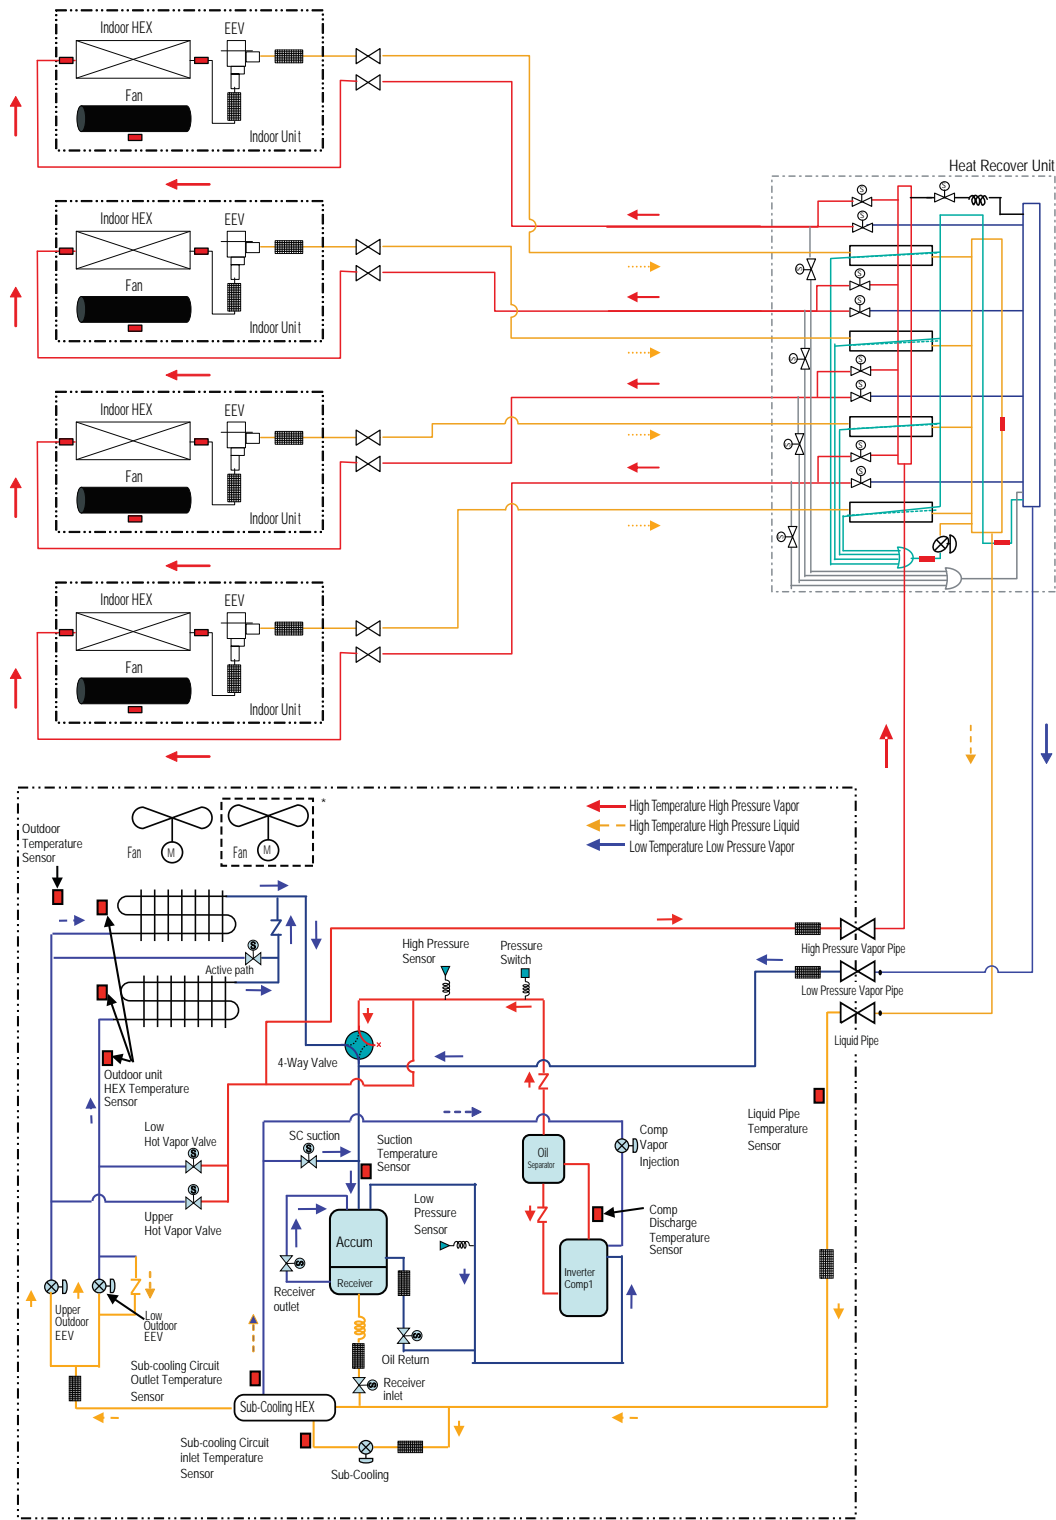 Indoor HEX
EEV
Fan
Indoor Unit
Indoor HEX
EEV
Fan
Indoor Unit
Indoor HEX
EEV
Fan
Indoor Unit
Indoor HEX
EEV
Fan
Indoor Unit
Heat Recover Unit
S
S
S
S
S
S
S
S
S
S
S
S
S
High Temperature High Pressure Vapor
High Temperature High Pressure Liquid
Low Temperature Low Pressure Vapor
Outdoor
Temperature
Sensor
Fan
M
Fan
M
*
Active path
S
High Pressure
Sensor
Pressure
Switch
High Pressure Vapor Pipe
Low Pressure Vapor Pipe
Liquid Pipe
4-Way Valve
Outdoor unit
HEX Temperature
Sensor
Low
Hot Vapor Valve
S
Upper
Hot Vapor Valve
S
SC suction
S
Suction
Temperature
Sensor
Oil
Separator
Comp
Vapor
Injection
Liquid Pipe
Temperature
Sensor
Low
Pressure
Sensor
Comp
Discharge
Temperature
Sensor
Accum
Receiver
Inverter
Comp1
Receiver
outlet
S
Upper
Outdoor
EEV
Low
Outdoor
EEV
Oil Return
S
Receiver
inlet
S
Sub-cooling Circuit
Outlet Temperature
Sensor
Sub-Cooling HEX
Sub-cooling Circuit
inlet Temperature
Sensor
Sub-Cooling